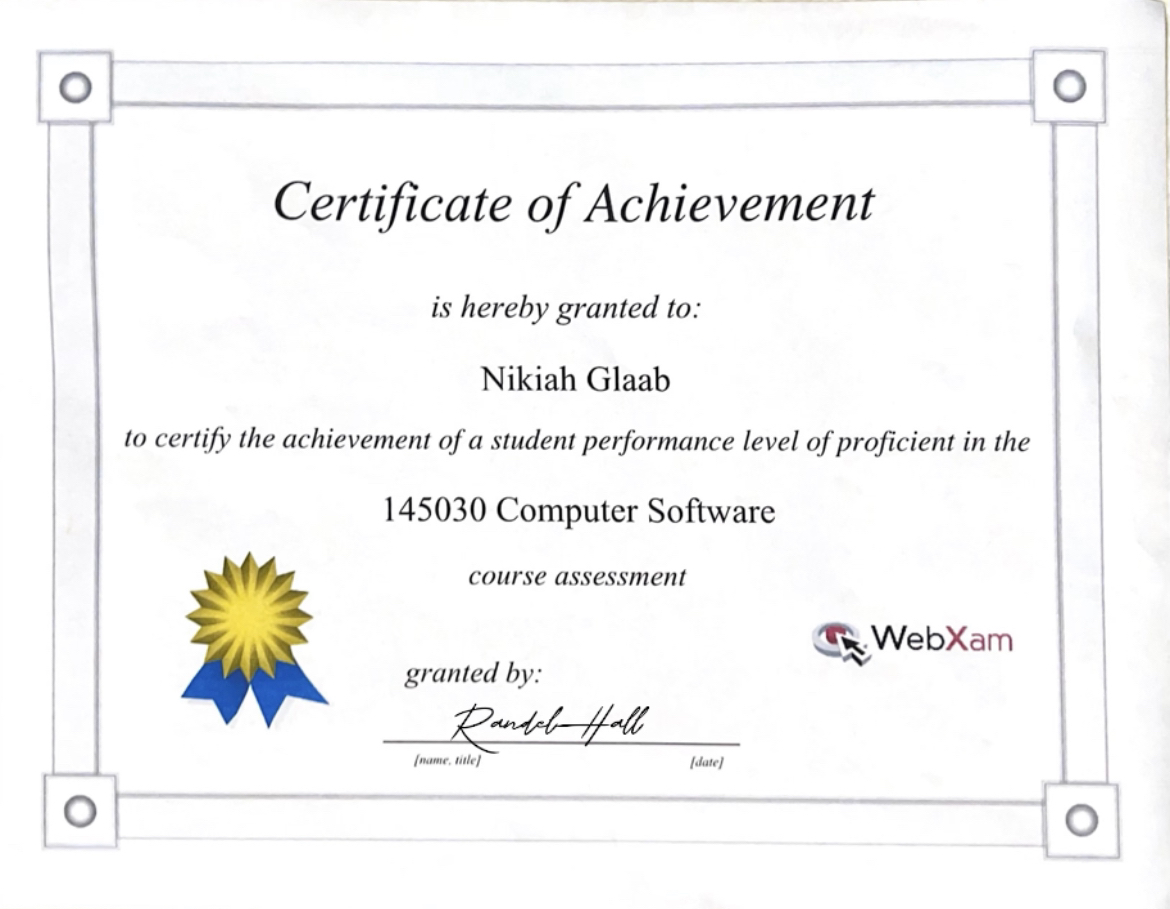 Certificate of Achievement
is hereby granted to:
Nikiah Glaab
to certify the achievement of a student performance level of proficient in the
145030 Computer Software
course assessment
WebXam
granted by:
Randel Hall
[name, title] [date]